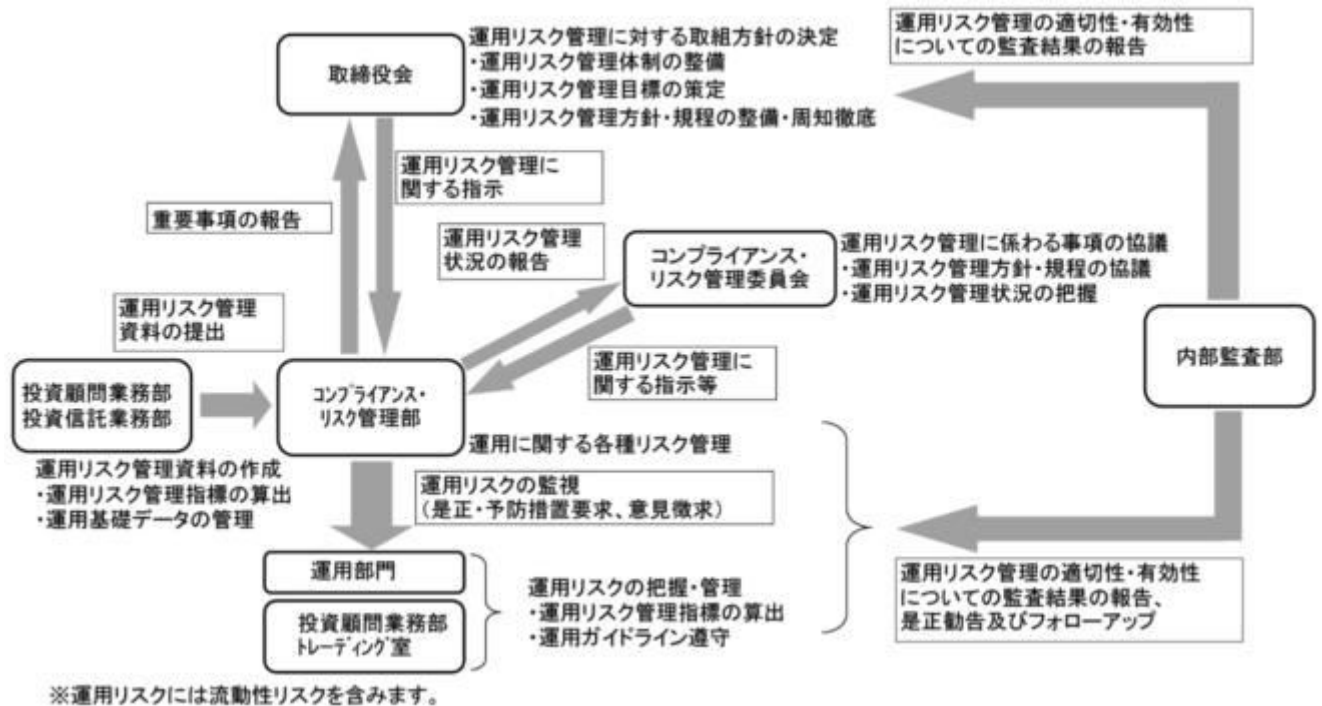 取締役会
運用リスク管理に対する取組方針の決定
・運用リスク管理体制の整備
・運用リスク管理目標の策定
・運用リスク管理方針・規程の整備・周知徹底
運用リスク管理の適切性・有効性
についての監査結果の報告
運用リスク管理に
関する指示
重要事項の報告
運用リスク管理
状況の報告
コンプライアンス・
リスク管理委員会
運用リスク管理に係わる事項の協議
・運用リスク管理方針・規程の協議
・運用リスク管理状況の把握
運用リスク管理
資料の提出
運用リスク管理に
関する指示等
内部監査部
投資顧問業務部
投資信託業務部
コンプライアンス・
リスク管理部
運用リスク管理資料の作成
・運用リスク管理指標の算出
・運用基礎データの管理
運用に関する各種リスク管理
運用リスクの監視
(是正・予防措置要求、意見徴求)
運用部門
投資顧問業務部
トレーディング室
運用リスクの把握・管理
・運用リスク管理指標の算出
・運用ガイドライン遵守
運用リスク管理の適切性・有効性
についての監査結果の報告、
是正勧告及びフォローアップ
※運用リスクには流動性リスクを含みます。